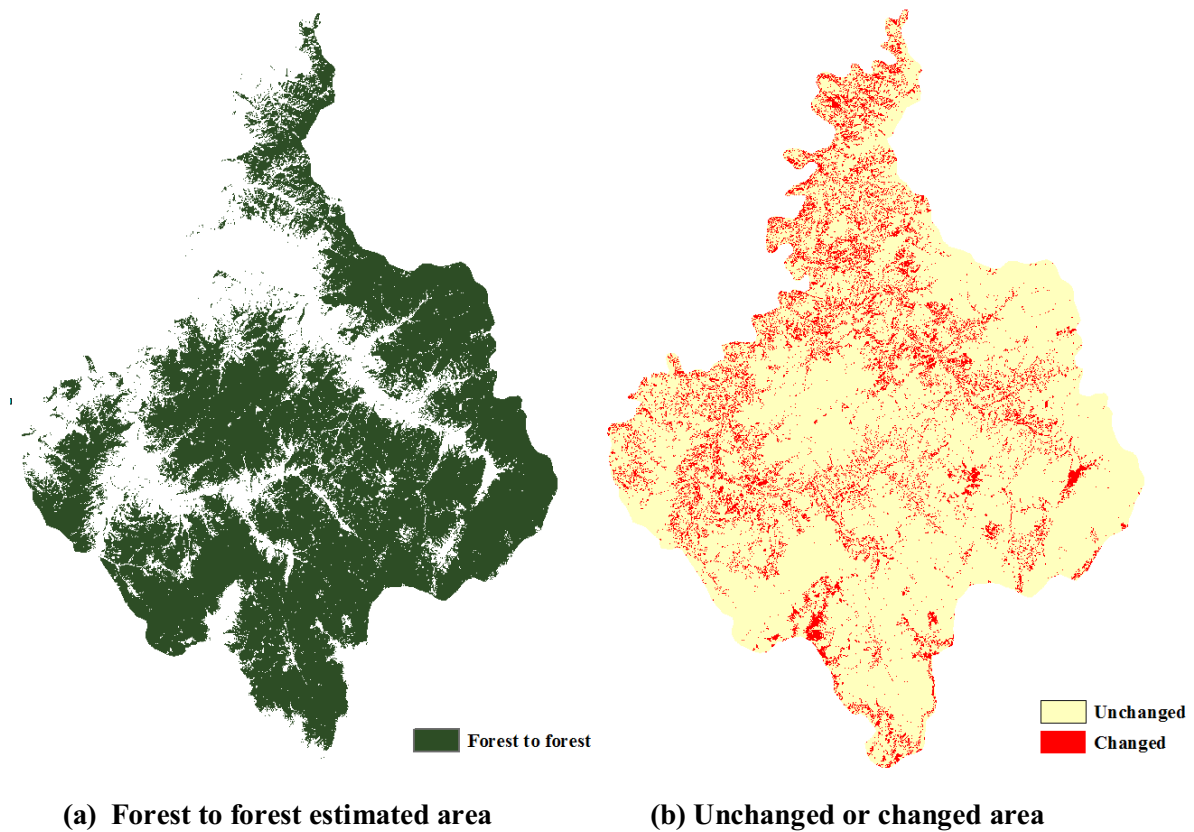 Forest to forest
Unchanged
Changed
(a) Forest to forest estimated area
(b) Unchanged or changed area